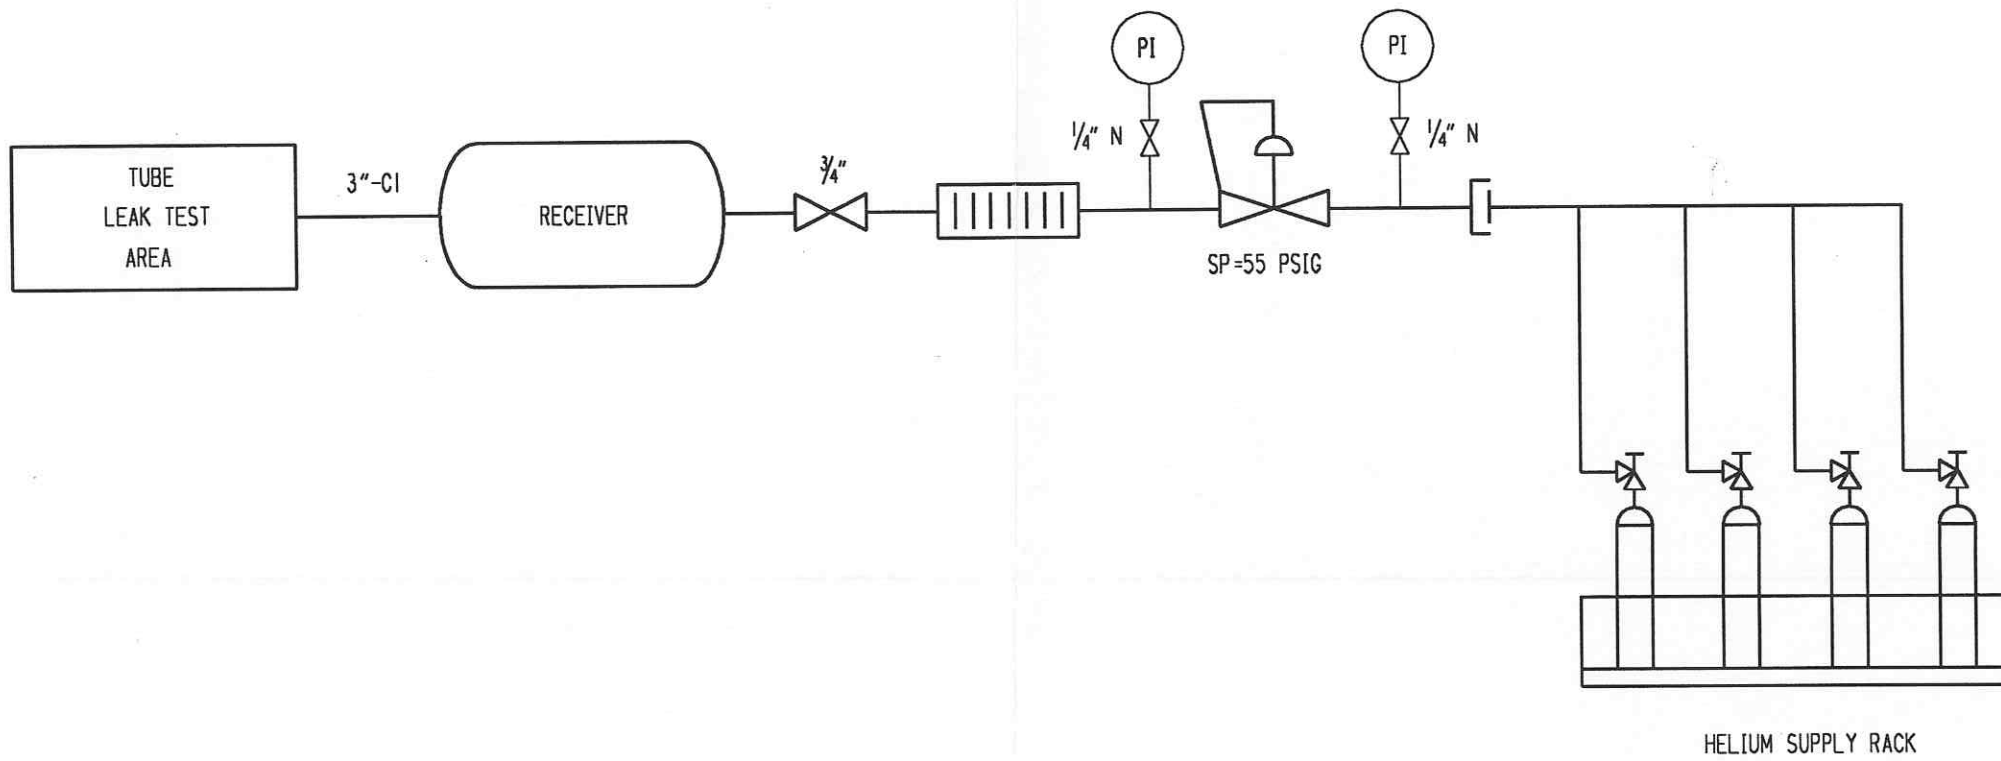 PI
PI
1/4" N
1/4" N
TUBE
LEAK TEST
AREA
3"-C1
RECEIVER
3/4"
SP=55 PSIG
HELIUM SUPPLY RACK